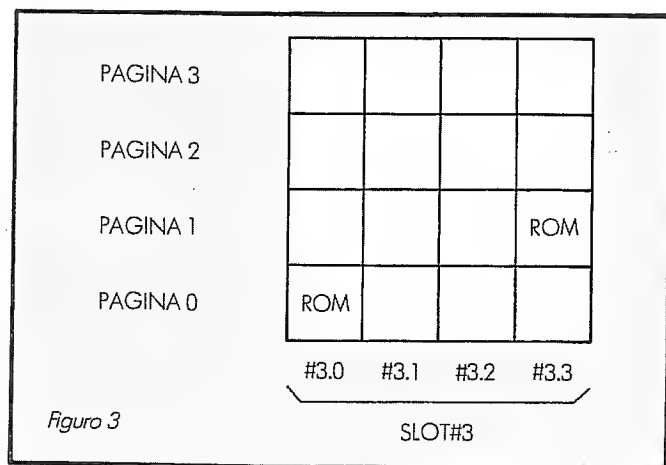 PAGINA 3
PAGINA 2
PAGINA 1 ROM
PAGINA 0 ROM
#3.0 #3.1 #3.2 #3.3
Figuro 3
SLOT#3